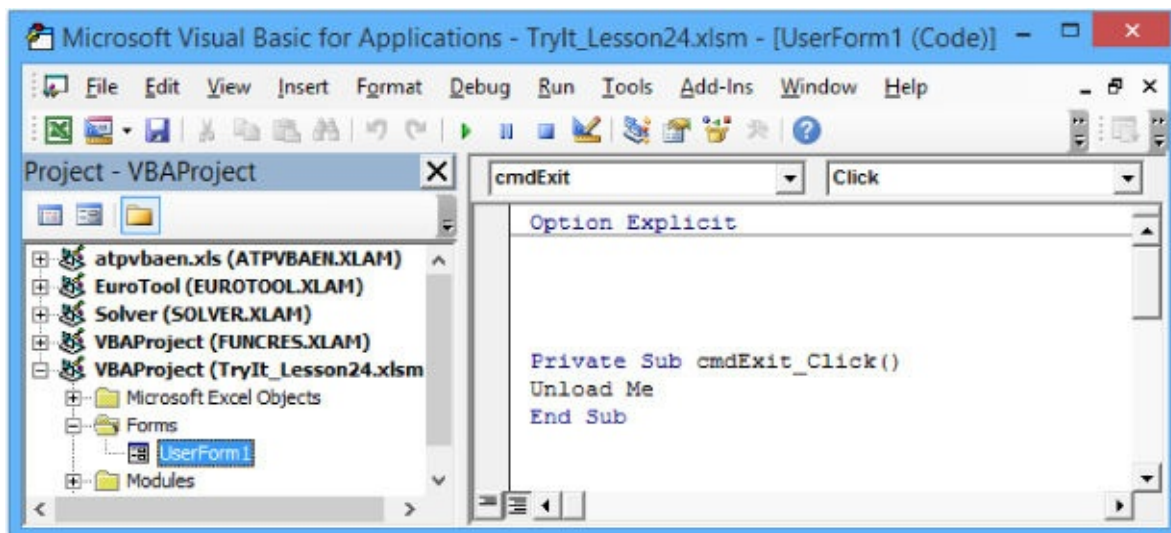 Microsoft Visual Basic for Applications - TryIt_Lesson24.xlsm - [UserForm1 (Code)]
File Edit View Insert Format Debug Run Tools Add-Ins Window Help
Project - VBAProject
cmdExit
Click
atpvbaen.xls (ATPVBAEN.XLAM)
EuroTool (EUROTOOL.XLAM)
Solver (SOLVER.XLAM)
VBAProject (FUNCRES.XLAM)
VBAProject (TryIt_Lesson24.xlsm
Microsoft Excel Objects
Forms
UserForm1
Modules
Option Explicit
Private Sub cmdExit_Click()
Unload Me
End Sub